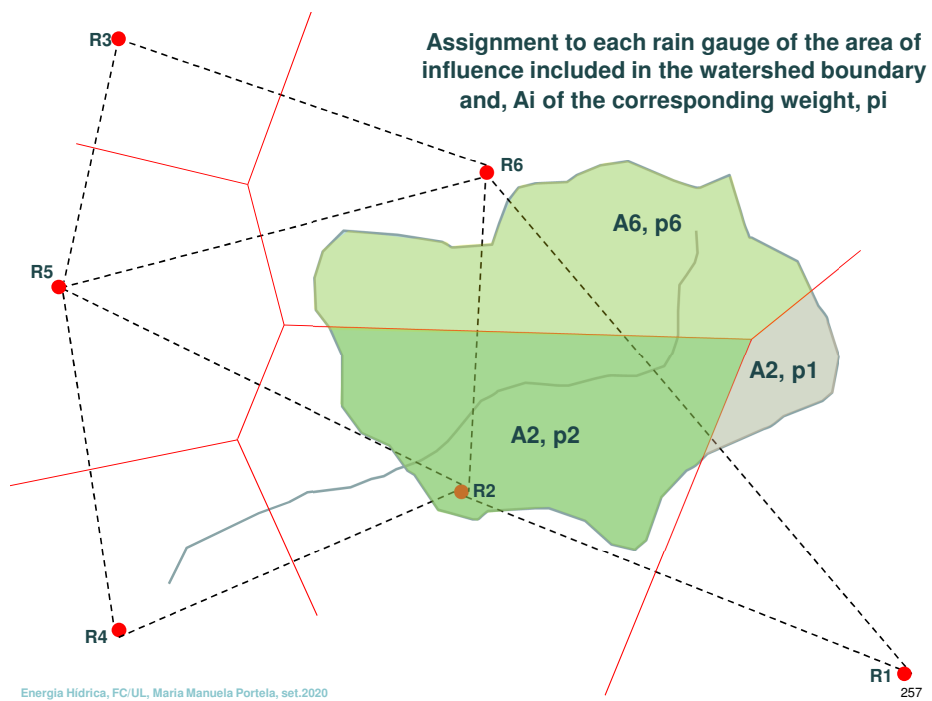 R3
Assignment to each rain gauge of the area of
influence included in the watershed boundary
and, Ai of the corresponding weight, pi
R6
A6, p6
R5
A2, p1
A2, p2
R2
R4
R1
Energia Hídrica, FC/UL, Maria Manuela Portela, set.2020
257